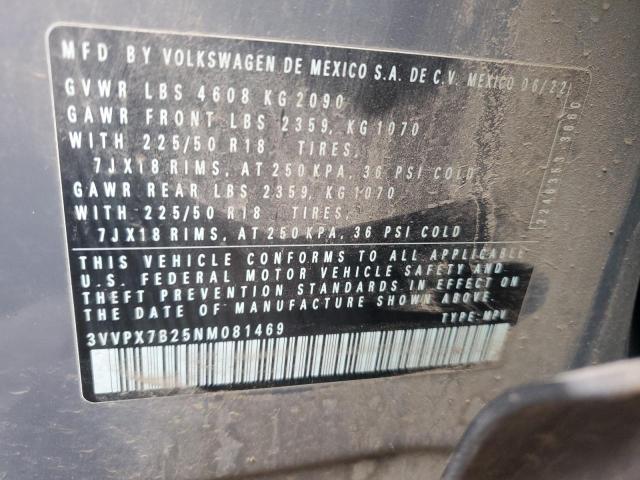 MFD BY VOLKSWAGEN DE MEXICO S.A. DE C.V. MEXICO 06/22
GVWR LBS 4608 KG 2090
GAWR FRONT LBS 2359, KG 1070
WITH 225/50 R18 TIRES,
7JX18 RIMS, AT 250 KPA, 36 PSI COLD
GAWR REAR LBS 2359, KG 1070
WITH 225/50 R18 TIRES,
7JX18 RIMS, AT 250 KPA, 36 PSI COLD
THIS VEHICLE CONFORMS TO ALL APPLICABLE
U.S. FEDERAL MOTOR VEHICLE SAFETY AND
THEFT PREVENTION STANDARDS IN EFFECT ON
THE DATE OF MANUFACTURE SHOWN ABOVE
TYPE:MPV
3VVPX7B25NM081469